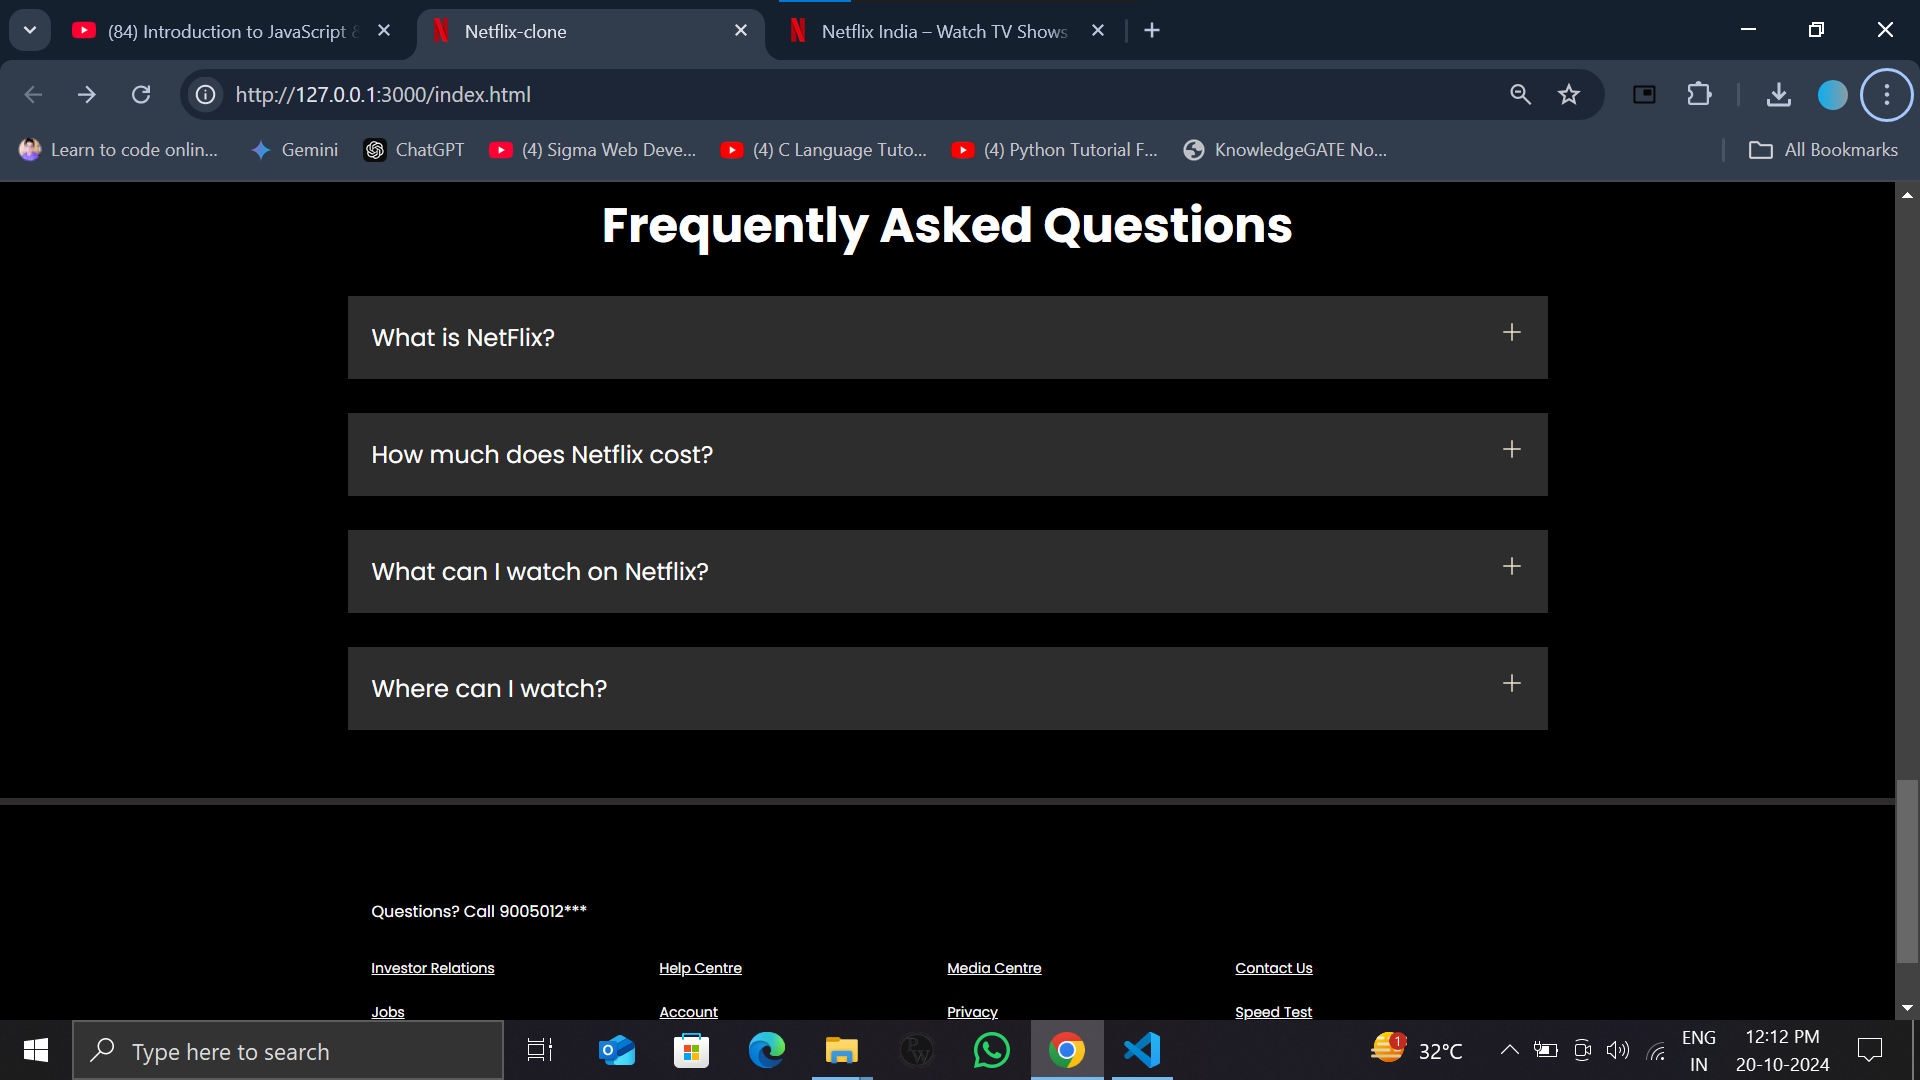 (84) Introduction to JavaScript &
Netflix-clone
Netflix India – Watch TV Shows
http://127.0.0.1:3000/index.html
Learn to code onlin...
Gemini
ChatGPT
(4) Sigma Web Deve...
(4) C Language Tuto...
(4) Python Tutorial F...
KnowledgeGATE No...
All Bookmarks
Frequently Asked Questions
What is NetFlix?
How much does Netflix cost?
What can I watch on Netflix?
Where can I watch?
Questions? Call 9005012***
Investor Relations
Help Centre
Media Centre
Contact Us
Jobs
Account
Privacy
Speed Test
Type here to search
PW
1
32°C
ENG
IN
12:12 PM
20-10-2024